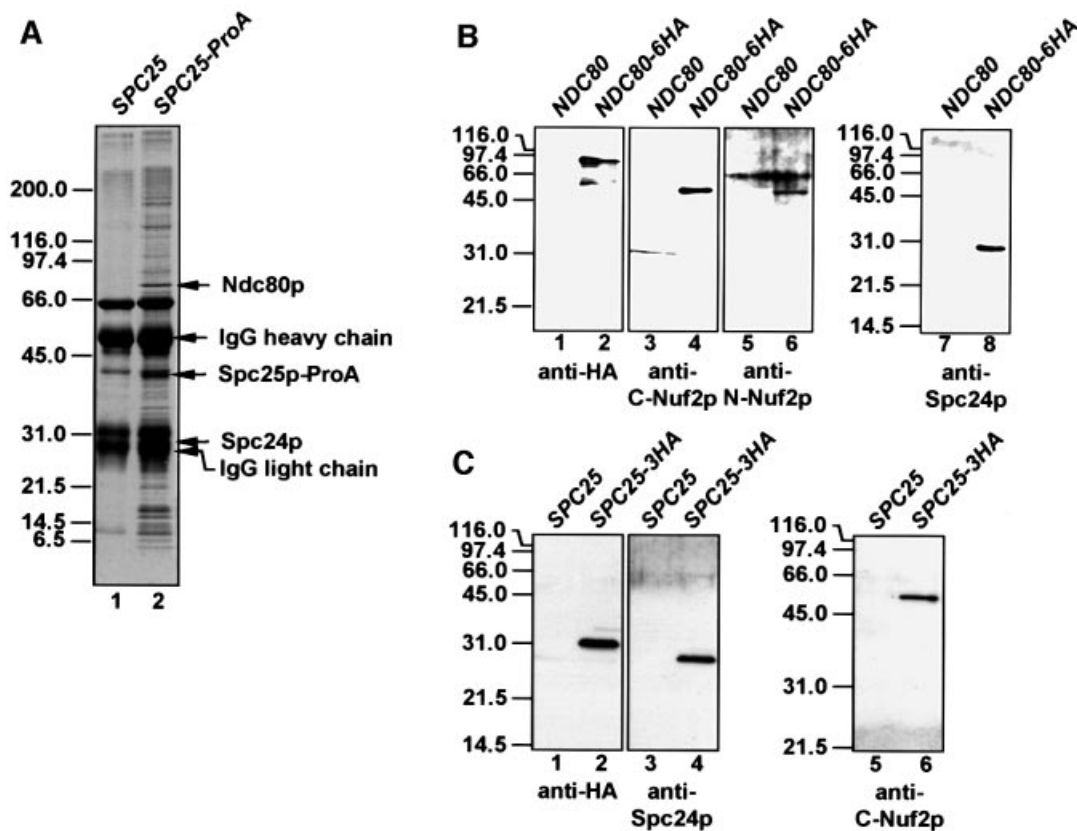 A
SPC25
SPC25-ProA
200.0
116.0
97.4
66.0
45.0
31.0
21.5
14.5
6.5
Ndc80p
IgG heavy chain
Spc25p-ProA
Spc24p
IgG light chain
1 2
B
NDC80
NDC80-6HA
NDC80
NDC80-6HA
NDC80
NDC80-6HA
116.0
97.4
66.0
45.0
31.0
21.5
1 2 3 4 5 6
anti-HA
anti-
C-Nuf2p
anti-
N-Nuf2p
NDC80
NDC80-6HA
116.0
97.4
66.0
45.0
31.0
21.5
14.5
7 8
anti-
Spc24p
C
SPC25
SPC25-3HA
SPC25
SPC25-3HA
116.0
97.4
66.0
45.0
31.0
21.5
14.5
1 2 3 4
anti-HA
anti-
Spc24p
SPC25
SPC25-3HA
116.0
97.4
66.0
45.0
31.0
21.5
5 6
anti-
C-Nuf2p